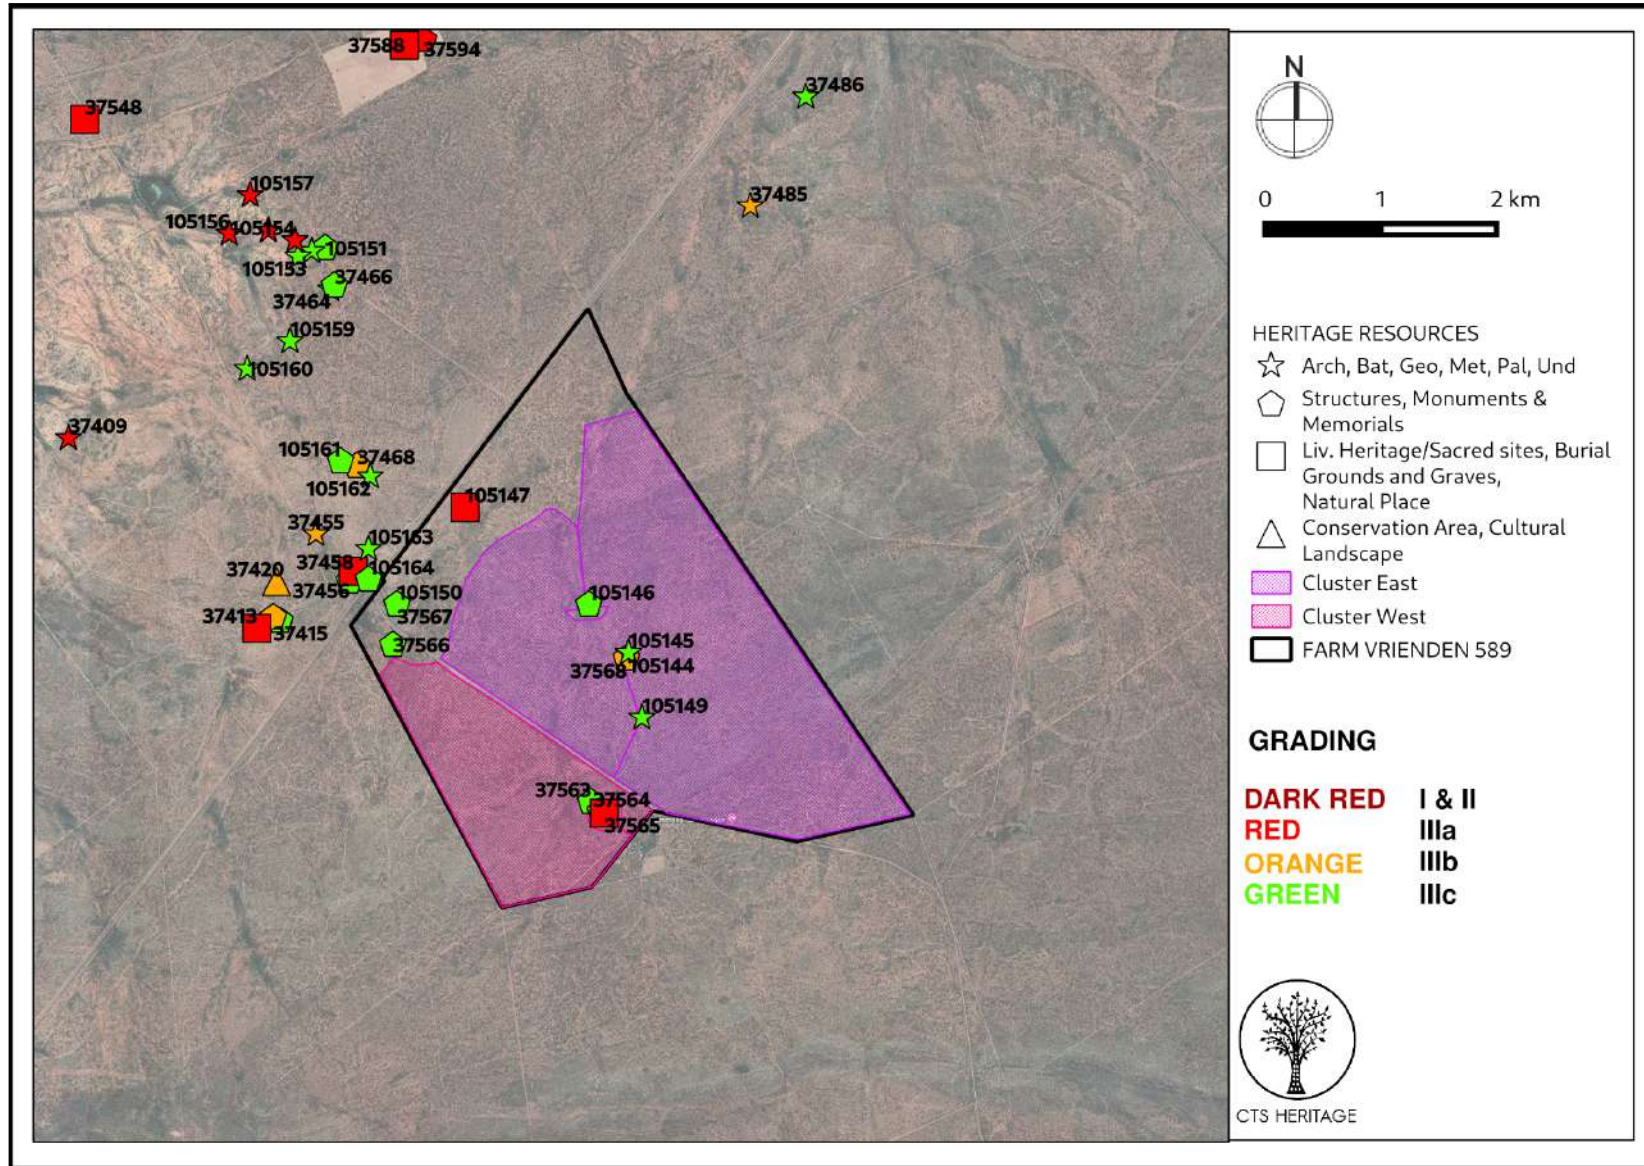 37588
37594
37486
37548
105157
37485
105156
105154
105151
105153
37466
37464
105159
105160
37409
105161
37468
105162
105147
37455
105163
37458
105164
37420
37456
105150
105146
37567
37413
37415
37566
105145
37568
105144
105149
37563
37564
37565
N
0 1 2 km
HERITAGE RESOURCES
Arch, Bat, Geo, Met, Pal, Und
Structures, Monuments &
Memorials
Liv. Heritage/Sacred sites, Burial
Grounds and Graves,
Natural Place
Conservation Area, Cultural
Landscape
Cluster East
Cluster West
FARM VRIENDEN 589
GRADING
DARK RED I & II
RED IIIa
ORANGE IIIb
GREEN IIIc
CTS HERITAGE